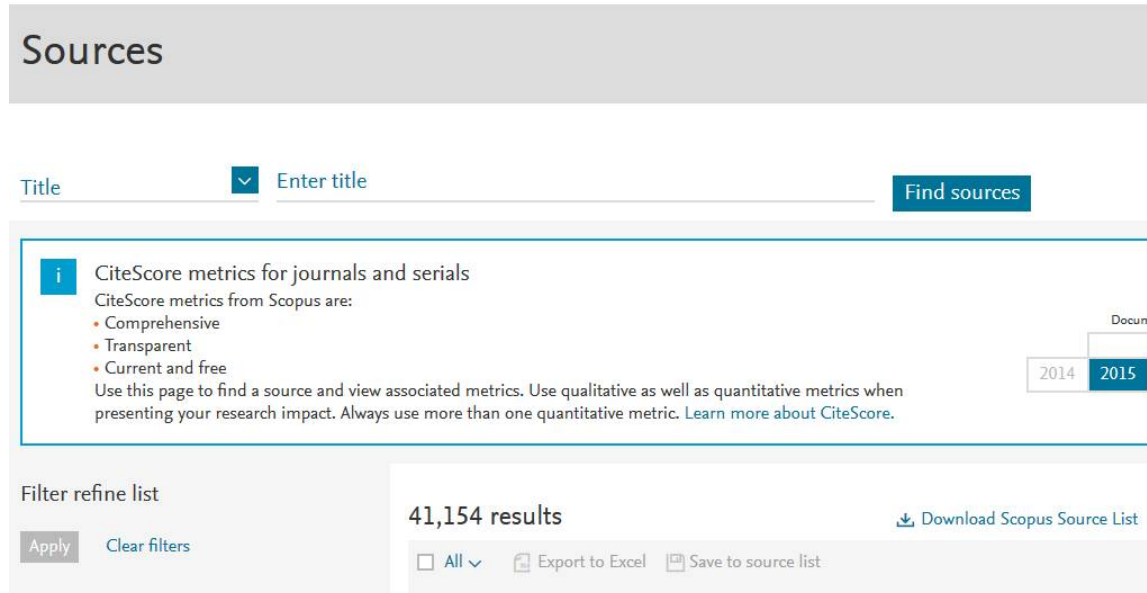 Sources
Title
Enter title
Find sources
i
CiteScore metrics for journals and serials
CiteScore metrics from Scopus are:
• Comprehensive
• Transparent
• Current and free
Use this page to find a source and view associated metrics. Use qualitative as well as quantitative metrics when
presenting your research impact. Always use more than one quantitative metric. Learn more about CiteScore.
2014 2015
Filter refine list
Apply Clear filters
41,154 results
Download Scopus Source List
All Export to Excel Save to source list